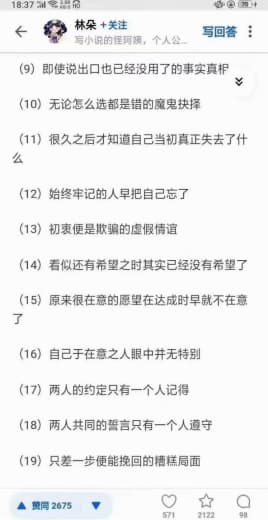 18:37
林朵 +关注
写小说的怪阿姨，个人公...
写回答
（9）即使说出口也已经没用了的事实真相
（10）无论怎么选都是错的魔鬼抉择
（11）很久之后才知道自己当初真正失去了什
么
（12）始终牢记的人早把自己忘了
（13）初衷便是欺骗的虚假情谊
（14）看似还有希望之时其实已经没有希望了
（15）原来很在意的愿望在达成时早就不在意
了
（16）自己于在意之人眼中并无特别
（17）两人的约定只有一个人记得
（18）两人共同的誓言只有一个人遵守
（19）只差一步便能挽回的糟糕局面
赞同 2675
571
2122
98